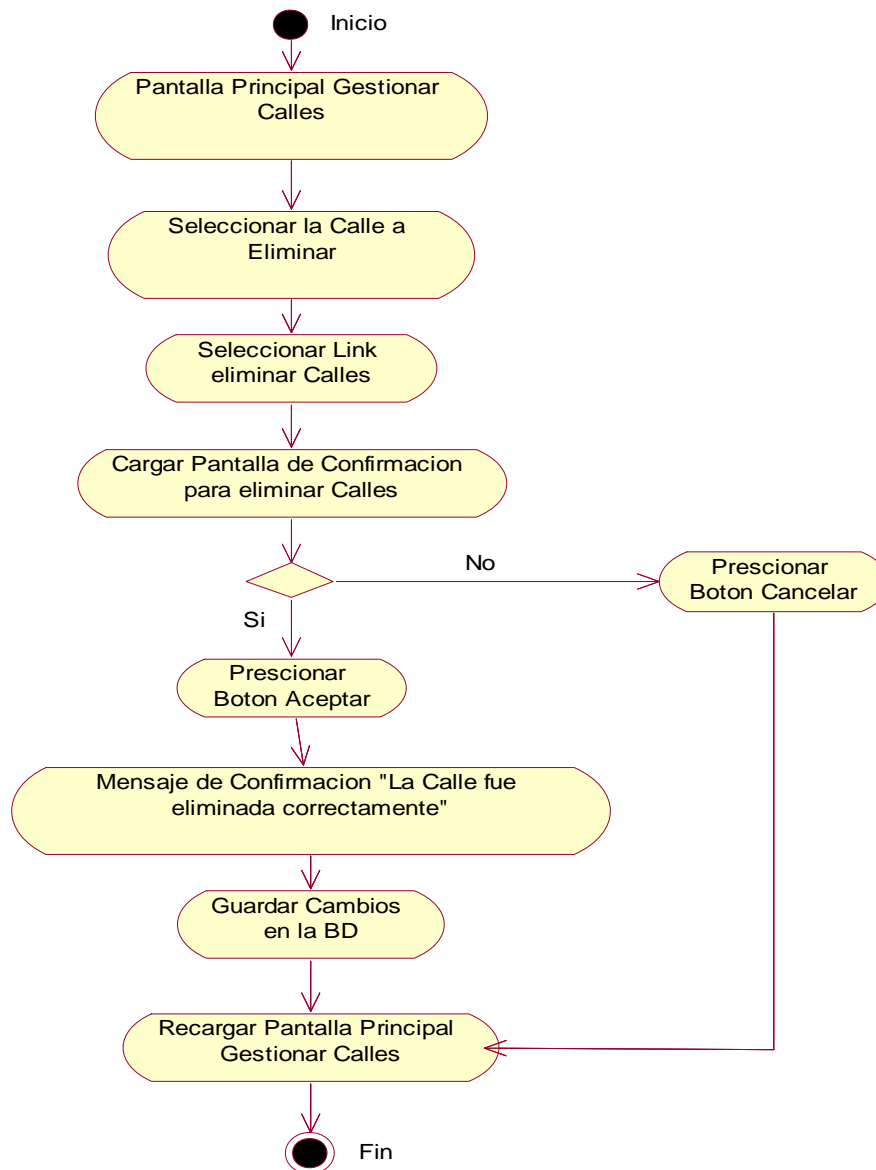 Inicio
Pantalla Principal Gestionar
Calles
Seleccionar la Calle a
Eliminar
Seleccionar Link
eliminar Calles
Cargar Pantalla de Confirmacion
para eliminar Calles
No
Prescionar
Boton Cancelar
Si
Prescionar
Boton Aceptar
Mensaje de Confirmacion "La Calle fue
eliminada correctamente"
Guardar Cambios
en la BD
Recargar Pantalla Principal
Gestionar Calles
Fin